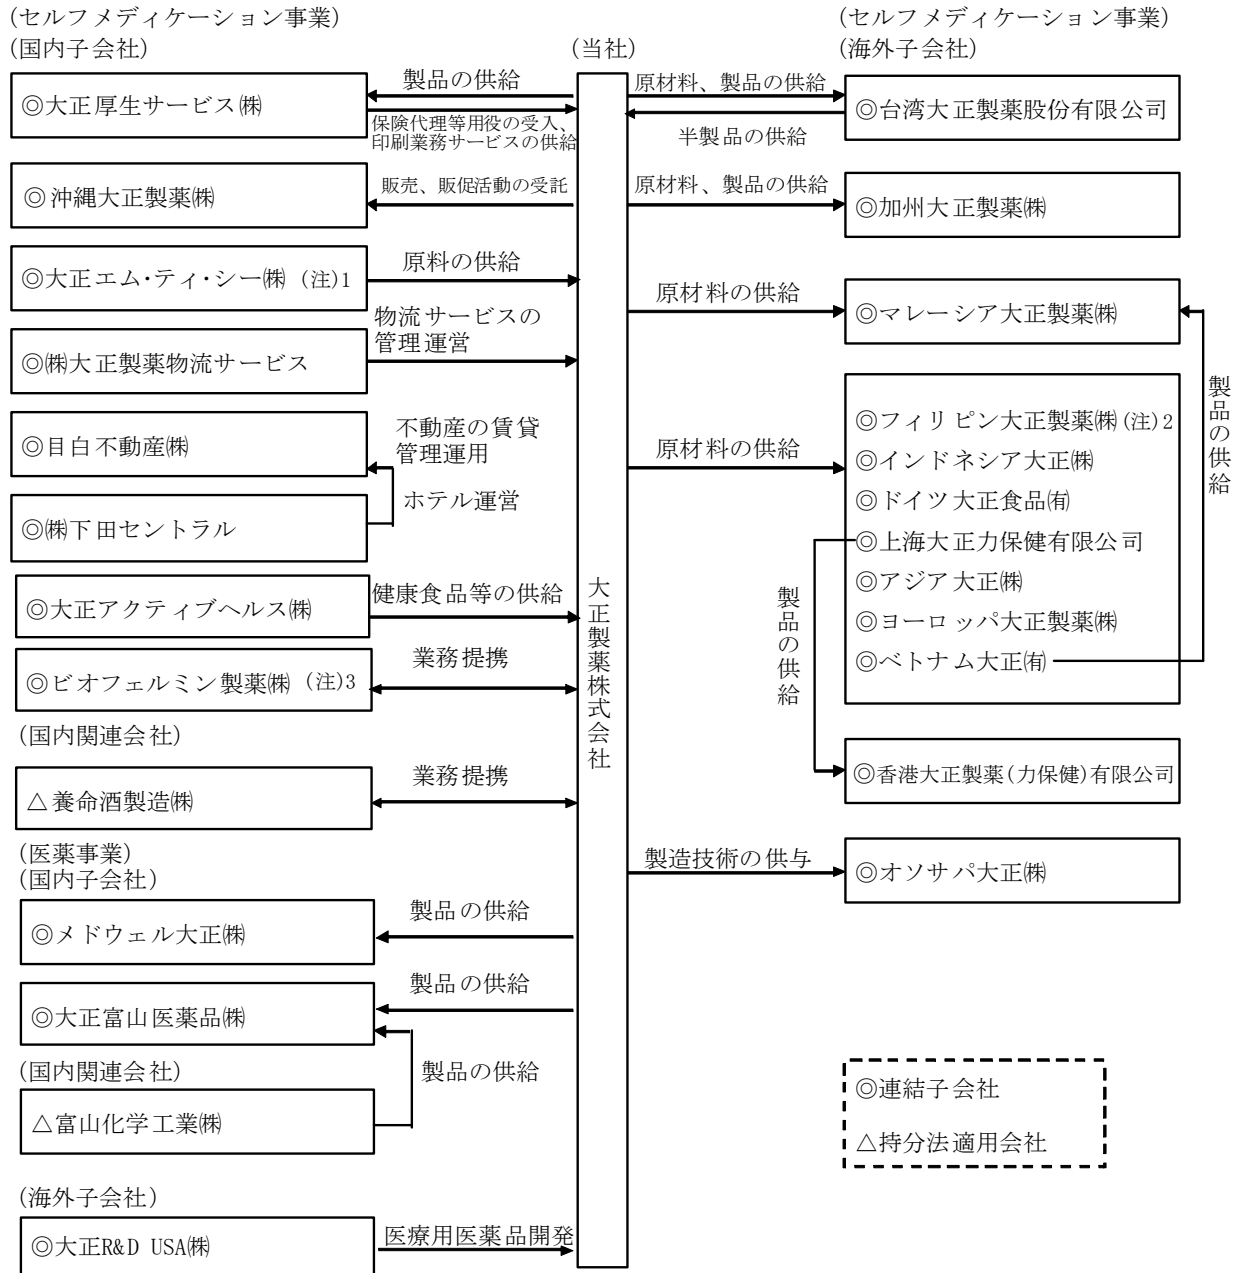 (セルフメディケーション事業)
(国内子会社)
◎大正厚生サービス㈱
製品の供給
保険代理等用役の受入、
印刷業務サービスの供給
◎沖縄大正製薬㈱
販売、販促活動の受託
◎大正エム・ティ・シー㈱ (注)1
原料の供給
◎㈱大正製薬物流サービス
物流サービスの
管理運営
◎目白不動産㈱
不動産の賃貸
管理運用
◎㈱下田セントラル
ホテル運営
◎大正アクティブヘルス㈱
健康食品等の供給
◎ビオフェルミン製薬㈱ (注)3
業務提携
(国内関連会社)
△養命酒製造㈱
業務提携
(医薬事業)
(国内子会社)
◎メドウェル大正㈱
製品の供給
◎大正富山医薬品㈱
製品の供給
(国内関連会社)
△富山化学工業㈱
製品の供給
(海外子会社)
◎大正R&D USA㈱
医療用医薬品開発
(当社)
大正製薬株式会社
(セルフメディケーション事業)
(海外子会社)
原材料、製品の供給
◎台湾大正製薬股份有限公司
半製品の供給
原材料、製品の供給
◎加州大正製薬㈱
原材料の供給
◎マレーシア大正製薬㈱
製品の供給
原材料の供給
◎フィリピン大正製薬㈱(注)2
◎インドネシア大正㈱
◎ドイツ大正食品㈲
◎上海大正力保健有限公司
◎アジア大正㈱
◎ヨーロッパ大正製薬㈱
◎ベトナム大正㈲
製品の供給
◎香港大正製薬(力保健)有限公司
製造技術の供与
◎オソサパ大正㈱
◎連結子会社
△持分法適用会社